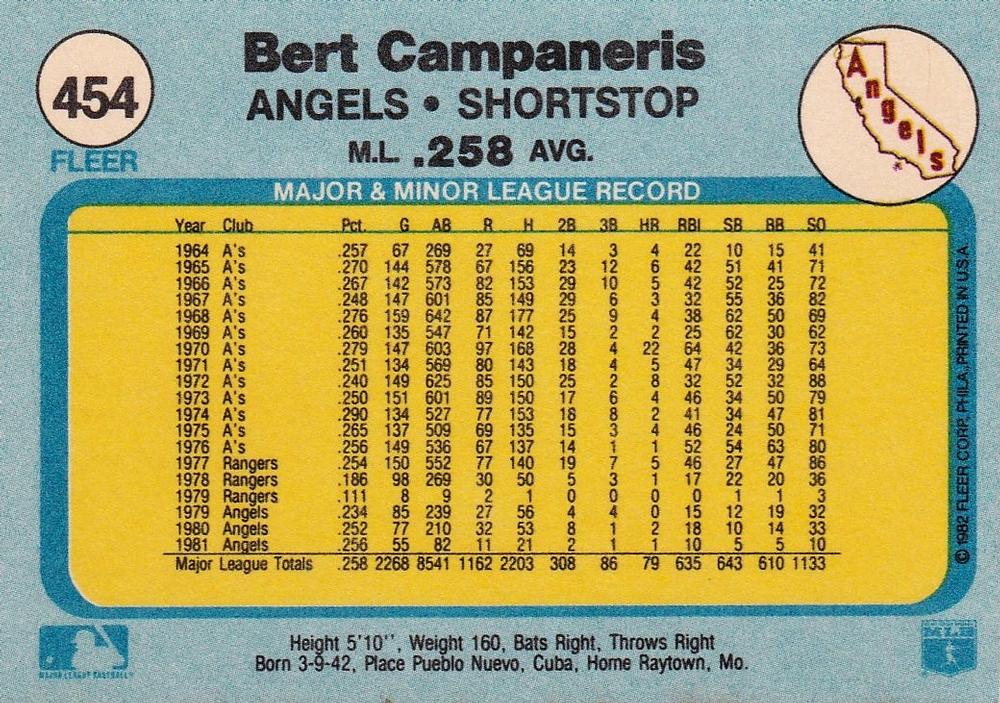 454
FLEER
Bert Campaneris
ANGELS • SHORTSTOP
M.L. .258 AVG.
Angels
MAJOR & MINOR LEAGUE RECORD
Year Club Pct. G AB R H 2B 3B HR RBI SB BB SO
1964 A's .257 67 269 27 69 14 3 4 22 10 15 41
1965 A's .270 144 578 67 156 23 12 6 42 51 41 71
1966 A's .267 142 573 82 153 29 10 5 42 52 25 72
1967 A's .248 147 601 85 149 29 6 3 32 55 36 82
1968 A's .276 159 642 87 177 25 9 4 38 62 50 69
1969 A's .260 135 547 71 142 15 2 2 25 62 30 62
1970 A's .279 147 603 97 168 28 4 22 64 42 36 73
1971 A's .251 134 569 80 143 18 4 5 47 34 29 64
1972 A's .240 149 625 85 150 25 2 8 32 52 32 88
1973 A's .250 151 601 89 150 17 6 4 46 34 50 79
1974 A's .290 134 527 77 153 18 8 2 41 34 47 81
1975 A's .265 137 509 69 135 15 3 4 46 24 50 71
1976 A's .256 149 536 67 137 14 1 1 52 54 63 80
1977 Rangers .254 150 552 77 140 19 7 5 46 27 47 86
1978 Rangers .186 98 269 30 50 5 3 1 17 22 20 36
1979 Rangers .111 8 9 2 1 0 0 0 0 1 1 3
1979 Angels .234 85 239 27 56 4 4 0 15 12 19 32
1980 Angels .252 77 210 32 53 8 1 2 18 10 14 33
1981 Angels .256 55 82 11 21 2 1 1 10 5 5 10
Major League Totals .258 2268 8541 1162 2203 308 86 79 635 643 610 1133
© 1982 FLEER CORP., PHILA., PRINTED IN U.S.A.
Height 5'10'', Weight 160, Bats Right, Throws Right
Born 3-9-42, Place Pueblo Nuevo, Cuba, Home Raytown, Mo.
MAJOR LEAGUE BASEBALL
MLB